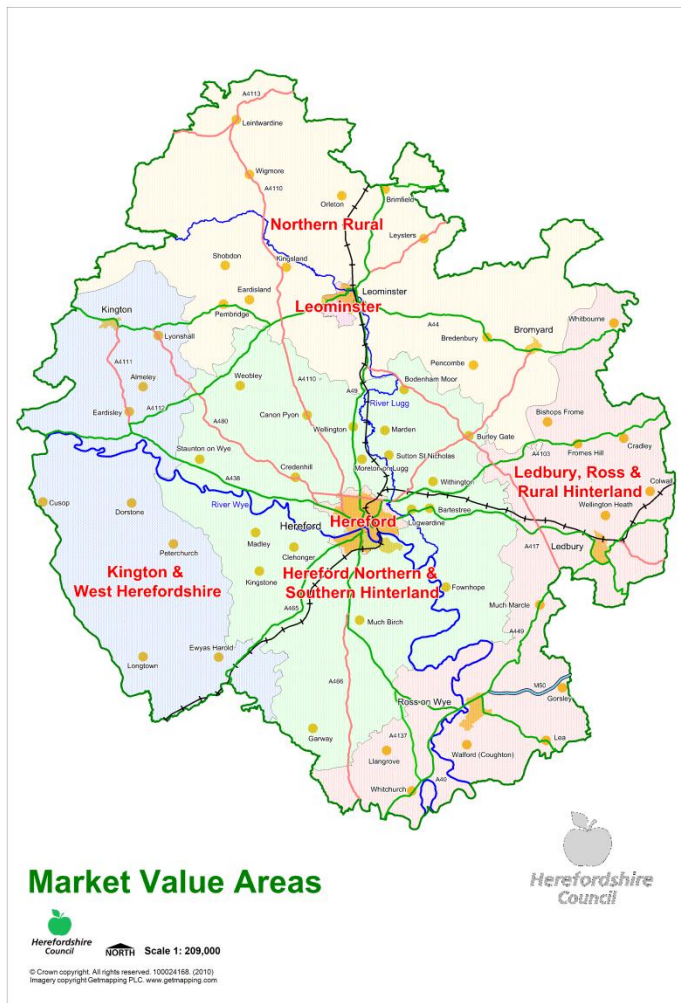 A4113
Leintwardine
Wigmore
A4110
Orleton
Brimfield
Northern Rural
Leysters
Shobdon
Kingsland
Eardisland
Leominster
Leominster
Kington
Pembridge
Lyonshall
A44
Whitbourne
Bredenbury
Bromyard
A4111
Almeley
Weobley
Pencombe
Bodenham Moor
A4110
A49
River Lugg
Eardisley
A4112
A480
Canon Pyon
Wellington
Marden
Bishops Frome
Burley Gate
Cradley
Staunton on Wye
Sutton St Nicholas
A4103
Fromes Hill
Moreton on Lugg
A438
Credenhill
Withington
Ledbury, Ross &
Rural Hinterland
Colwall
Cusop
Dorstone
River Wye
Hereford
Hereford
Bartestree
Lugwardine
Wellington Heath
Madley
Peterchurch
Clehonger
Ledbury
A417
Kington &
West Herefordshire
Kingstone
Hereford Northern &
Southern Hinterland
Fownhope
A465
Much Birch
Much Marcle
A449
Ewyas Harold
Longtown
A466
M50
Ross on Wye
Gorsley
Garway
A4137
Llangrove
Walford (Coughton)
Lea
A40
Whitchurch
Herefordshire
Council
Market Value Areas
Herefordshire
Council
NORTH
Scale 1: 209,000
© Crown copyright. All rights reserved. 100024168. (2010)
Imagery copyright Getmapping PLC. www.getmapping.com